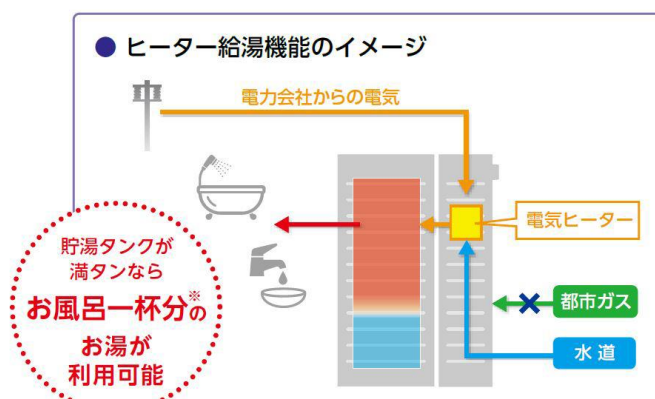 ヒーター給湯機能のイメージ
電力会社からの電気
電気ヒーター
都市ガス
水道
貯湯タンクが
満タンなら
お風呂一杯分※の
お湯が
利用可能